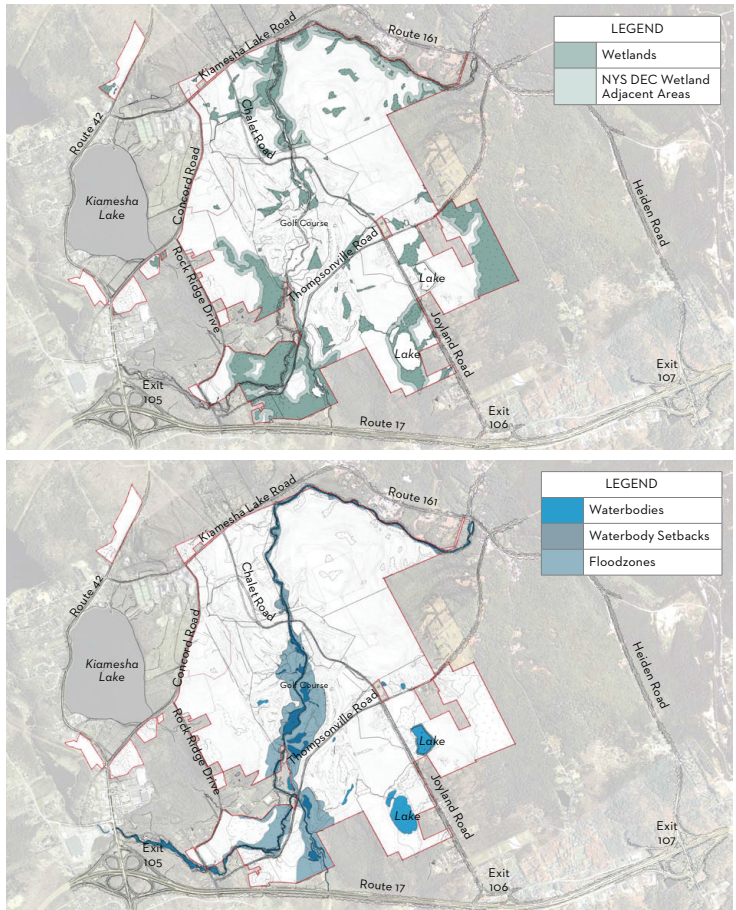 LEGEND
Wetlands
NYS DEC Wetland
Adjacent Areas
Route 161
Kiamesha Lake Road
Route 42
Chalet Road
Concord Road
Kiamesha
Lake
Golf Course
Heiden Road
Rock Ridge Drive
Thompsonville Road
Lake
Joyland Road
Lake
Exit
105
Exit
107
Exit
106
Route 17
LEGEND
Waterbodies
Waterbody Setbacks
Floodzones
Route 161
Kiamesha Lake Road
Route 42
Chalet Road
Concord Road
Kiamesha
Lake
Golf Course
Heiden Road
Rock Ridge Drive
Thompsonville Road
Lake
Joyland Road
Lake
Exit
105
Exit
107
Exit
106
Route 17